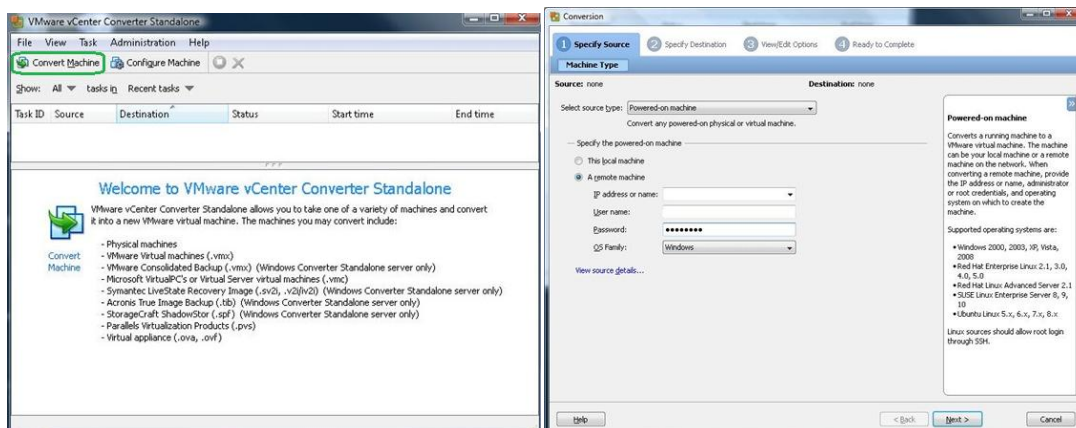 VMware vCenter Converter Standalone
File View Task Administration Help
Convert Machine Configure Machine
Show: All tasks in Recent tasks
Task ID Source Destination Status Start time End time
Welcome to VMware vCenter Converter Standalone
VMware vCenter Converter Standalone allows you to take one of a variety of machines and convert
it into a new VMware virtual machine. The machines you may convert include:
- Physical machines
- VMware Virtual machines (.vmx)
- VMware Consolidated Backup (.vmx) (Windows Converter Standalone server only)
- Microsoft VirtualPC's or Virtual Server virtual machines (.vmc)
- Symantec LiveState Recovery Image (.sv2i, .v2i/iv2i) (Windows Converter Standalone server only)
- Acronis True Image Backup (.tib) (Windows Converter Standalone server only)
- StorageCraft ShadowStor (.spf) (Windows Converter Standalone server only)
- Parallels Virtualization Products (.pvs)
- Virtual appliance (.ova, .ovf)
Convert
Machine
Conversion
1 Specify Source 2 Specify Destination 3 View/Edit Options 4 Ready to Complete
Machine Type
Source: none Destination: none
Select source type: Powered-on machine
Convert any powered-on physical or virtual machine.
Specify the powered-on machine
This local machine
A remote machine
IP address or name:
User name:
Password: ••••••••
OS Family: Windows
View source details...
Powered-on machine
Converts a running machine to a
VMware virtual machine. The machine
can be your local machine or a remote
machine on the network. When
converting a remote machine, provide
the IP address or name, administrator
or root credentials, and operating
system on which to create the
machine.
Supported operating systems are:
• Windows 2000, 2003, XP, Vista,
2008
• Red Hat Enterprise Linux 2.1, 3.0,
4.0, 5.0
• Red Hat Linux Advanced Server 2.1
• SUSE Linux Enterprise Server 8, 9,
10
• Ubuntu Linux 5.x, 6.x, 7.x, 8.x
Linux sources should allow root login
through SSH.
Help < Back Next > Cancel